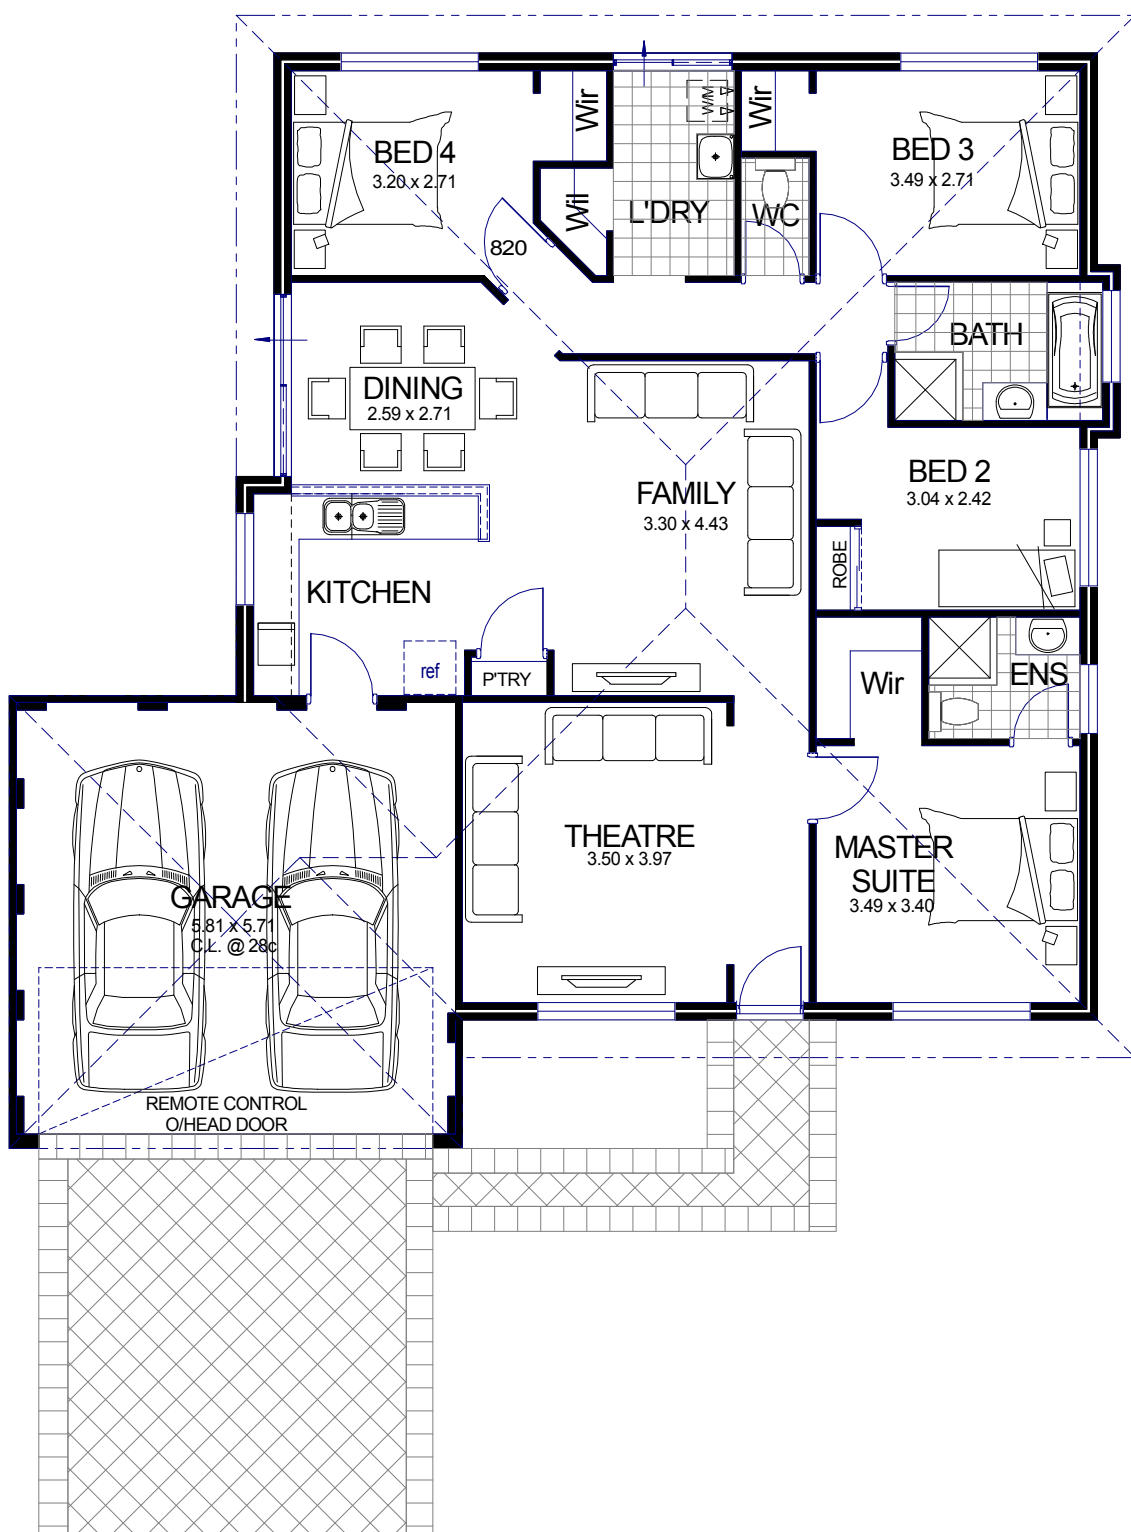 Wir
W/M
Wir
BED 4
3.20 x 2.71
BED 3
3.49 x 2.71
Wil
L'DRY
WC
820
BATH
DINING
2.59 x 2.71
FAMILY
3.30 x 4.43
BED 2
3.04 x 2.42
ROBE
KITCHEN
ref
P'TRY
Wir
ENS
THEATRE
3.50 x 3.97
MASTER
SUITE
3.49 x 3.40
GARAGE
5.81 x 5.71
C.L. @ 28c
REMOTE CONTROL
O/HEAD DOOR